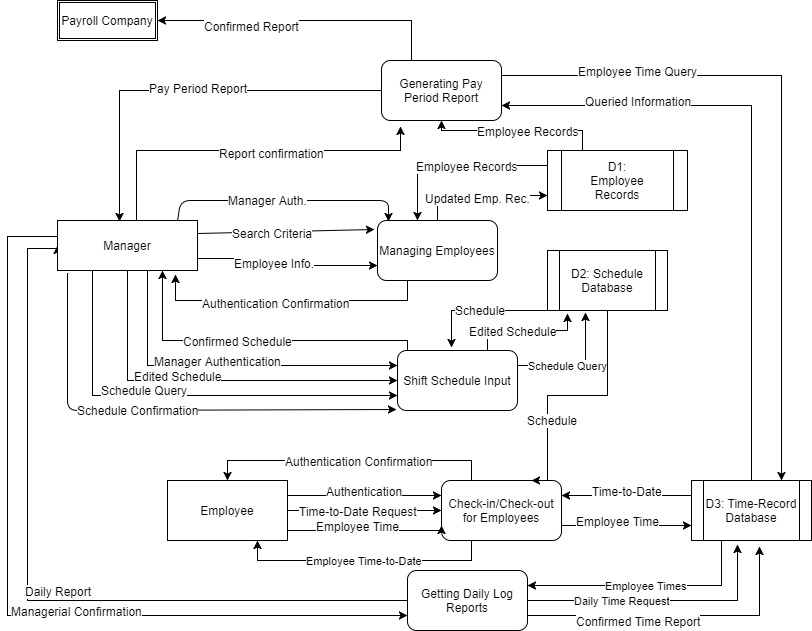 Payroll Company
Confirmed Report
Generating Pay
Period Report
Employee Time Query
Pay Period Report
Queried Information
Employee Records
Report confirmation
Employee Records
D1:
Employee
Records
Manager Auth.
Updated Emp. Rec.
Search Criteria
Manager
Managing Employees
Employee Info.
D2: Schedule
Database
Authentication Confirmation
Schedule
Edited Schedule
Confirmed Schedule
Manager Authentication
Schedule Query
Edited Schedule
Shift Schedule Input
Schedule Query
Schedule Confirmation
Schedule
Authentication Confirmation
Authentication
Time-to-Date
Employee
Time-to-Date Request
Check-in/Check-out
for Employees
D3: Time-Record
Database
Employee Time
Employee Time
Employee Time-to-Date
Daily Report
Getting Daily Log
Reports
Employee Times
Daily Time Request
Managerial Confirmation
Confirmed Time Report